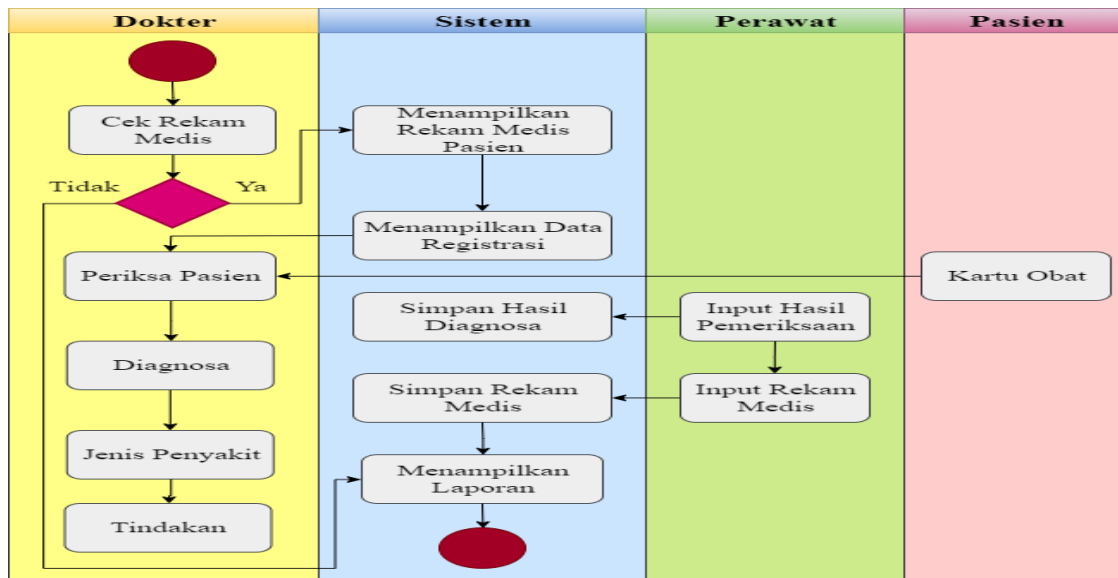 Dokter
Sistem
Perawat
Pasien
Cek Rekam
Medis
Tidak
Ya
Menampilkan
Rekam Medis
Pasien
Menampilkan Data
Registrasi
Periksa Pasien
Kartu Obat
Simpan Hasil
Diagnosa
Input Hasil
Pemeriksaan
Diagnosa
Simpan Rekam
Medis
Input Rekam
Medis
Jenis Penyakit
Menampilkan
Laporan
Tindakan